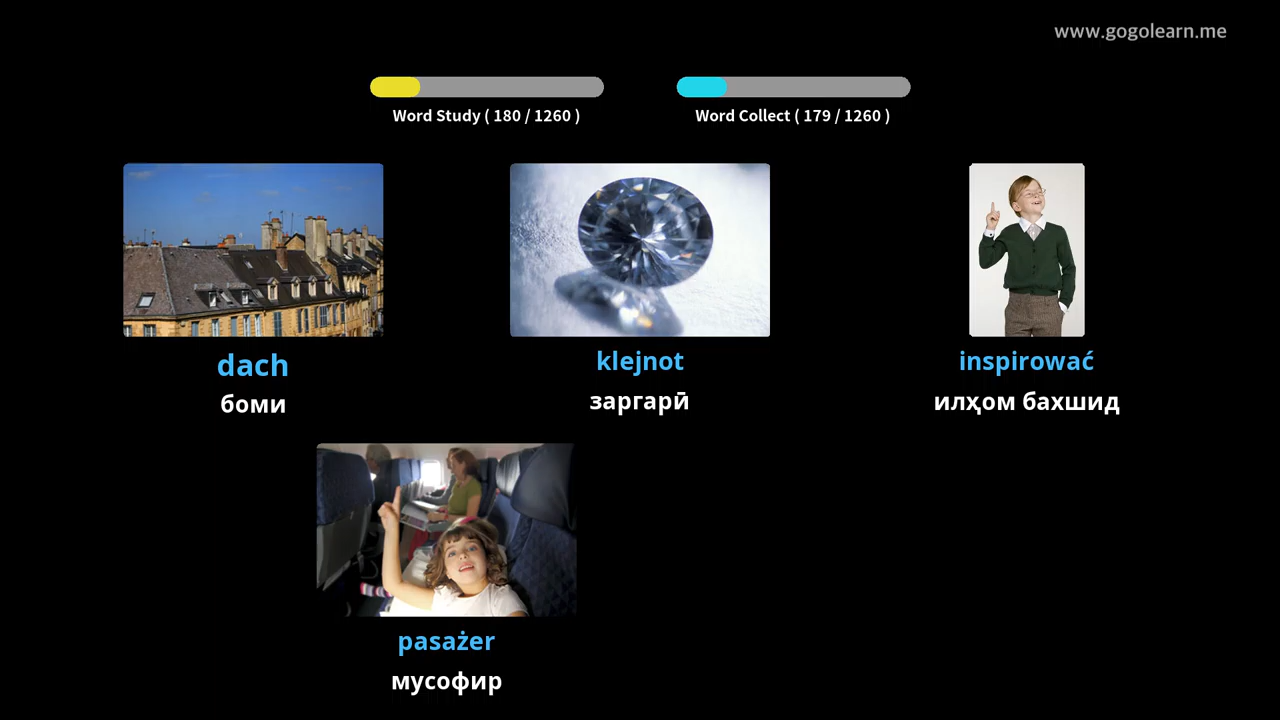 www.gogolearn.me
Word Study ( 180 / 1260 )
Word Collect ( 179 / 1260 )
dach
боми
klejnot
заргарӣ
inspirować
илҳом бахшид
pasażer
мусофир